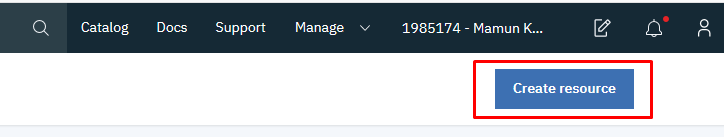 Catalog Docs Support Manage 1985174 - Mamun K...
Create resource